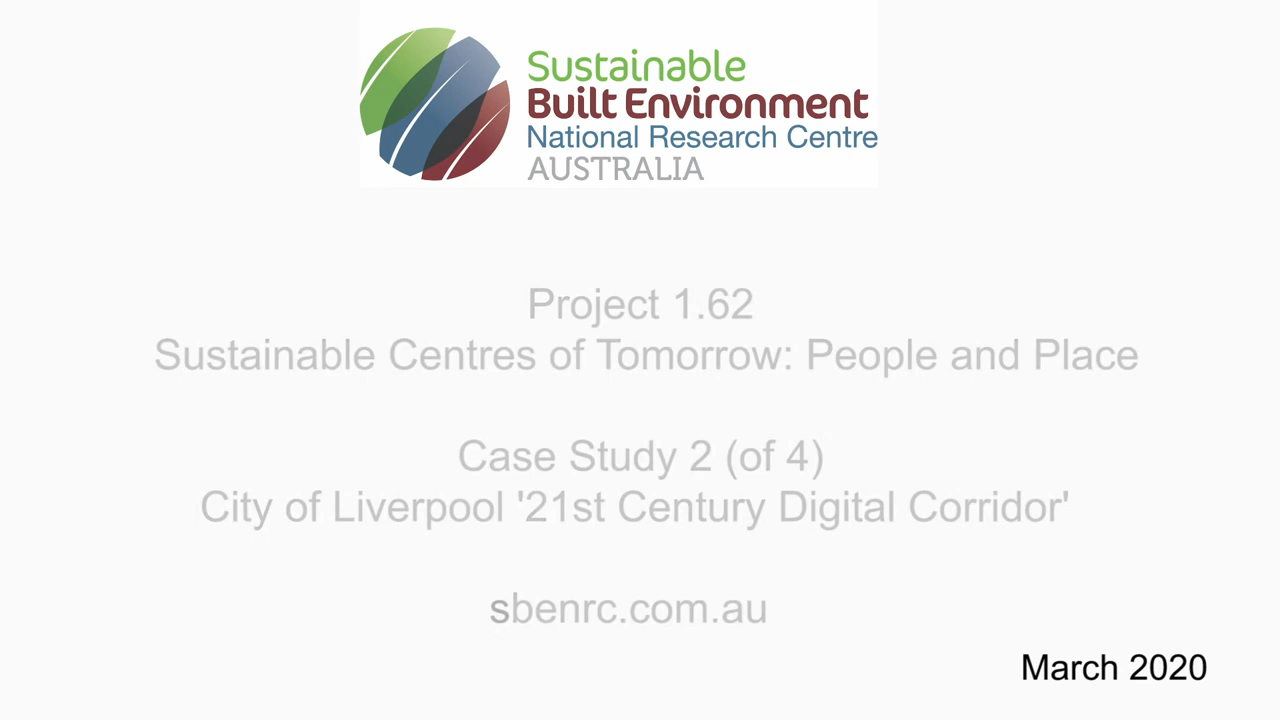 Sustainable
Built Environment
National Research Centre
AUSTRALIA
Project 1.62
Sustainable Centres of Tomorrow: People and Place
Case Study 2 (of 4)
City of Liverpool '21st Century Digital Corridor'
sbenrc.com.au
March 2020